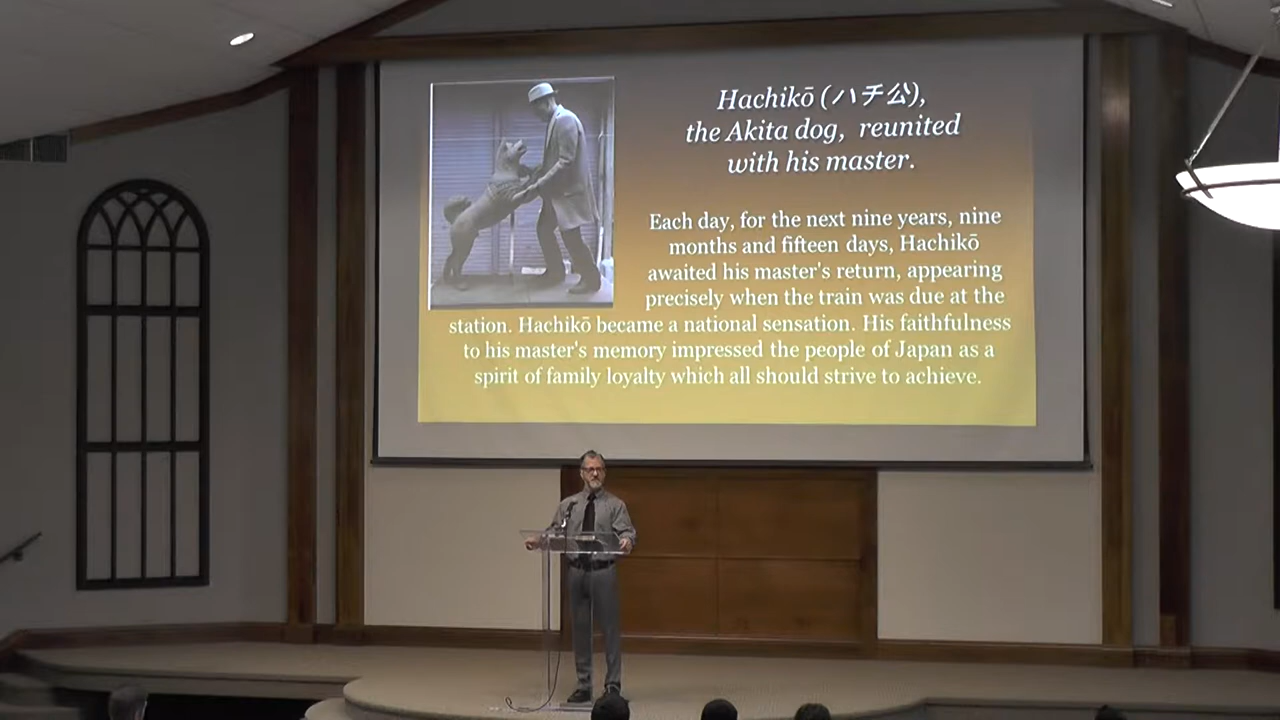 Hachikō (ハチ公),
the Akita dog, reunited
with his master.
Each day, for the next nine years, nine
months and fifteen days, Hachikō
awaited his master's return, appearing
precisely when the train was due at the
station. Hachikō became a national sensation. His faithfulness
to his master's memory impressed the people of Japan as a
spirit of family loyalty which all should strive to achieve.